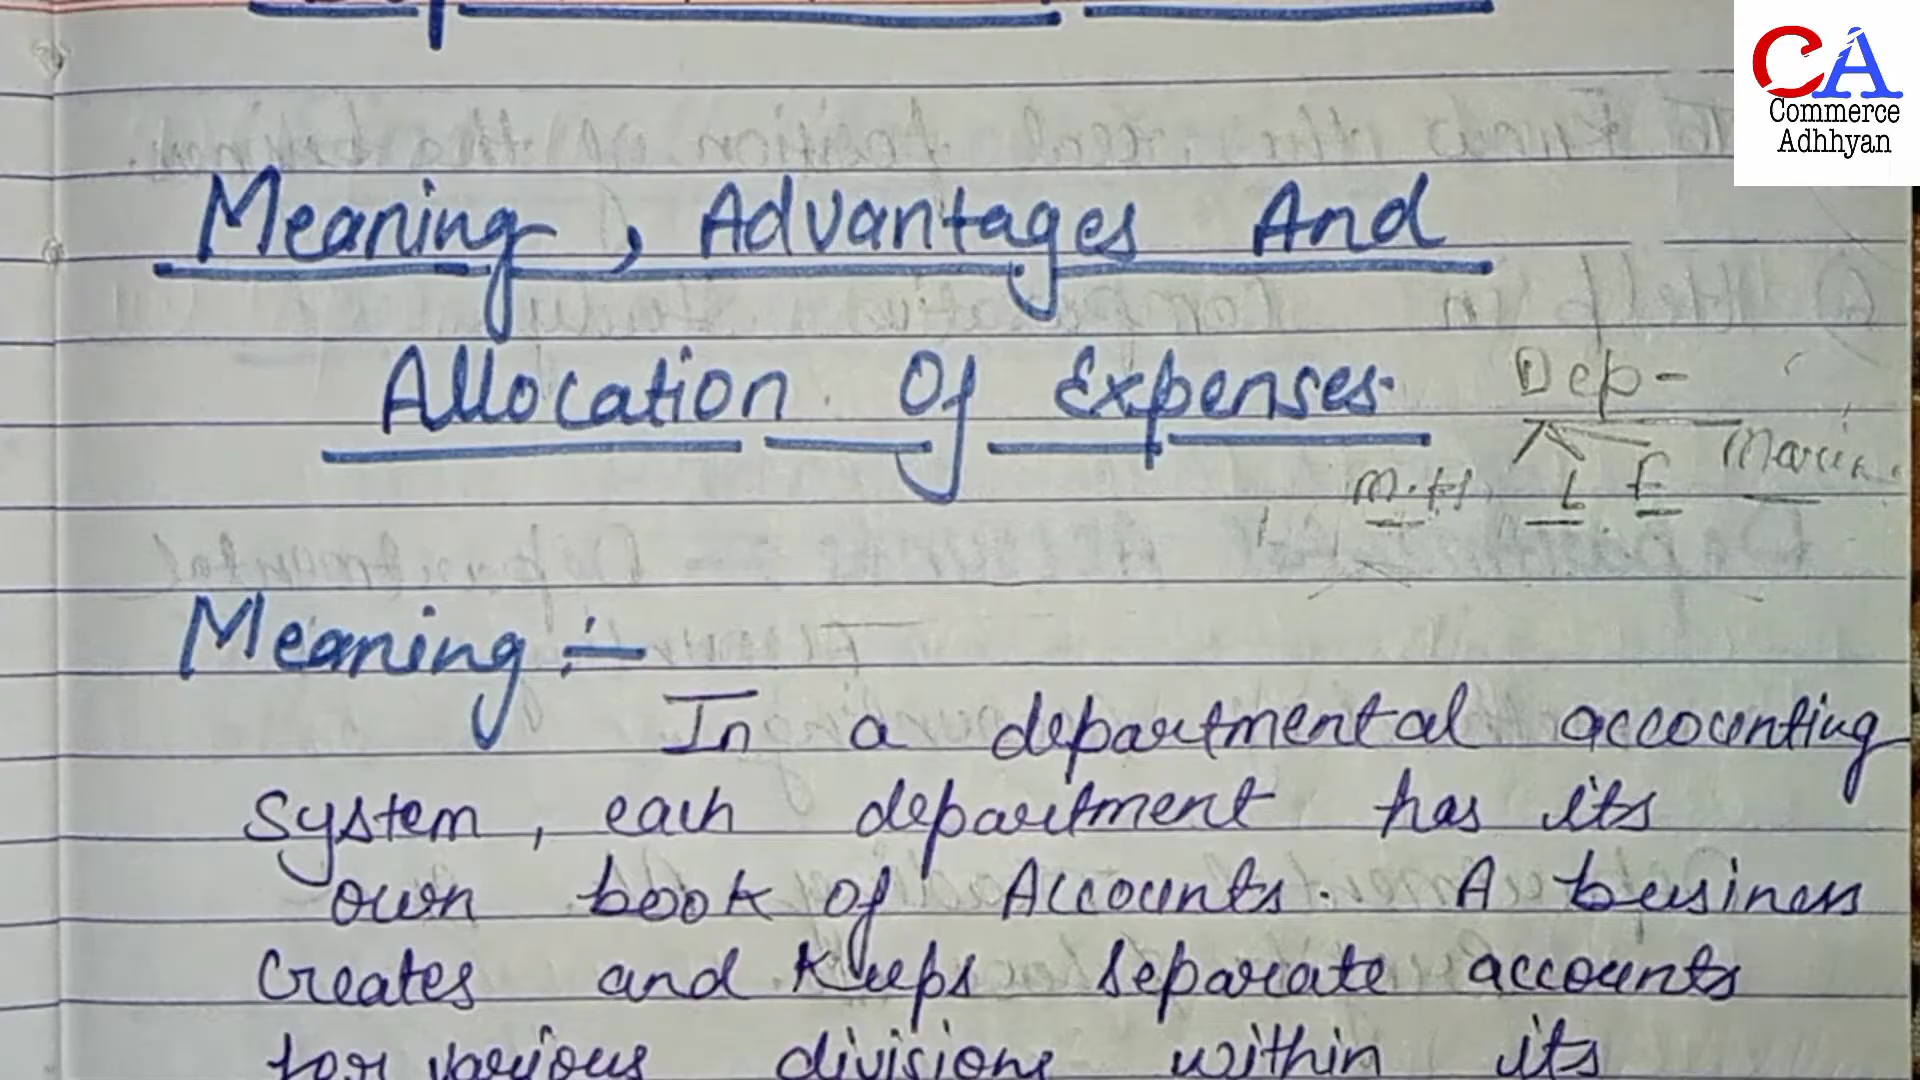 CA
Commerce
Adhhyan
Meaning, Advantages And
Allocation Of Expenses.
Dep-
M.H L F
Meaning :-
In a departmental accounting
system, each department has its
own book of Accounts. A business
creates and keeps separate accounts
for various divisions within its